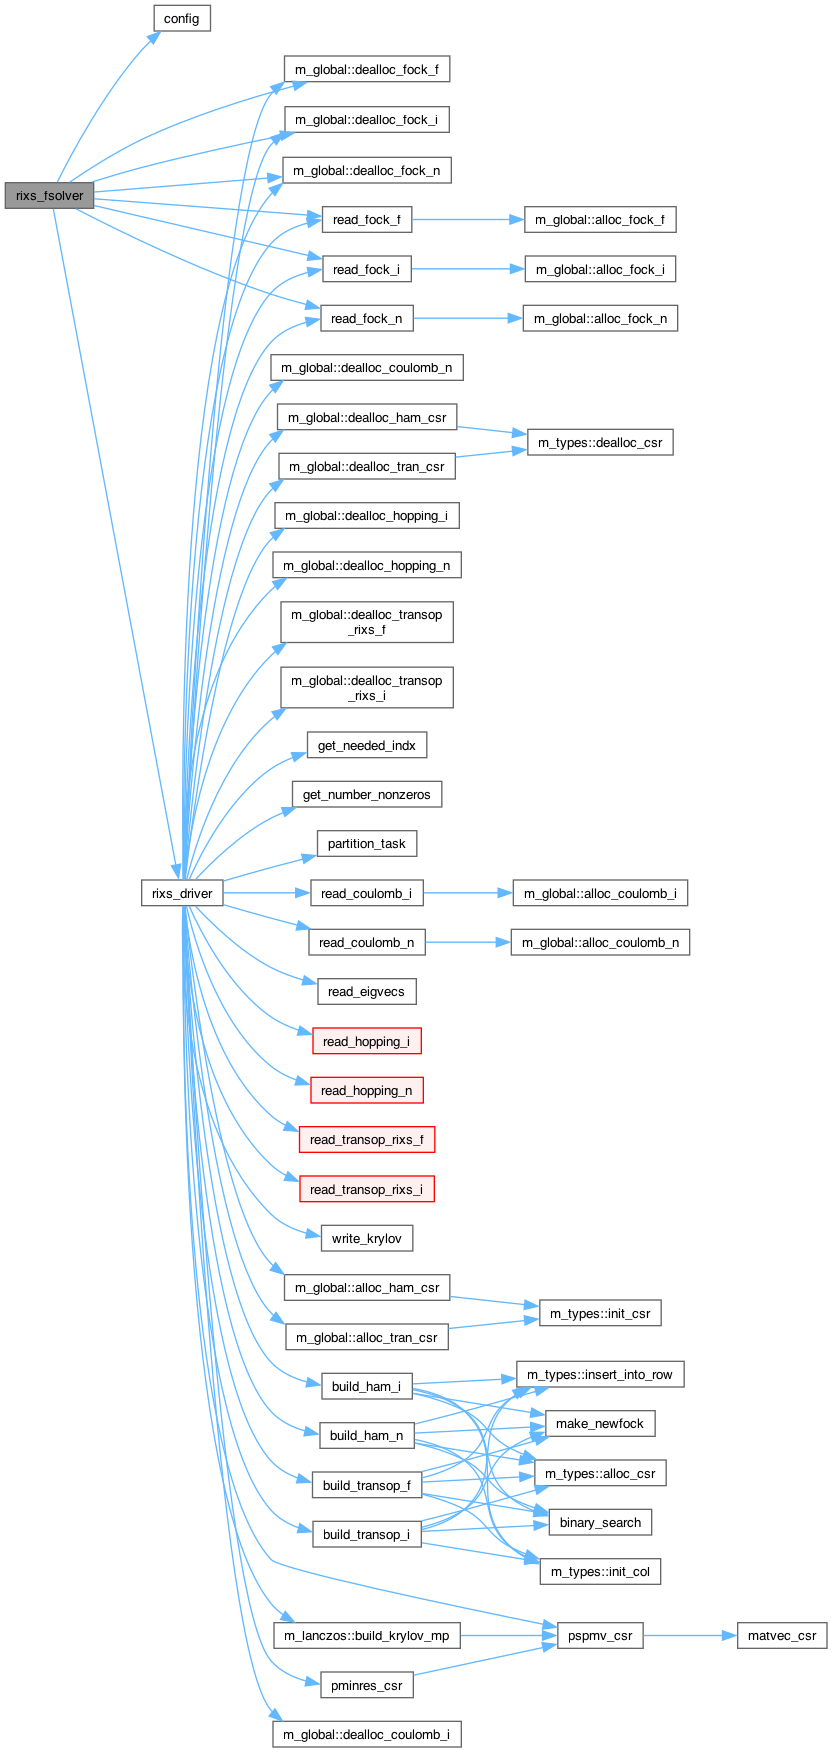 config
m_global::dealloc_fock_f
m_global::dealloc_fock_i
m_global::dealloc_fock_n
rixs_fsolver
read_fock_f
m_global::alloc_fock_f
read_fock_i
m_global::alloc_fock_i
read_fock_n
m_global::alloc_fock_n
m_global::dealloc_coulomb_n
m_global::dealloc_ham_csr
m_types::dealloc_csr
m_global::dealloc_tran_csr
m_global::dealloc_hopping_i
m_global::dealloc_hopping_n
m_global::dealloc_transop
_rixs_f
m_global::dealloc_transop
_rixs_i
get_needed_indx
get_number_nonzeros
partition_task
rixs_driver
read_coulomb_i
m_global::alloc_coulomb_i
read_coulomb_n
m_global::alloc_coulomb_n
read_eigvecs
read_hopping_i
read_hopping_n
read_transop_rixs_f
read_transop_rixs_i
write_krylov
m_global::alloc_ham_csr
m_types::init_csr
m_global::alloc_tran_csr
m_types::insert_into_row
build_ham_i
make_newfock
build_ham_n
m_types::alloc_csr
build_transop_f
binary_search
build_transop_i
m_types::init_col
m_lanczos::build_krylov_mp
pspmv_csr
matvec_csr
pminres_csr
m_global::dealloc_coulomb_i